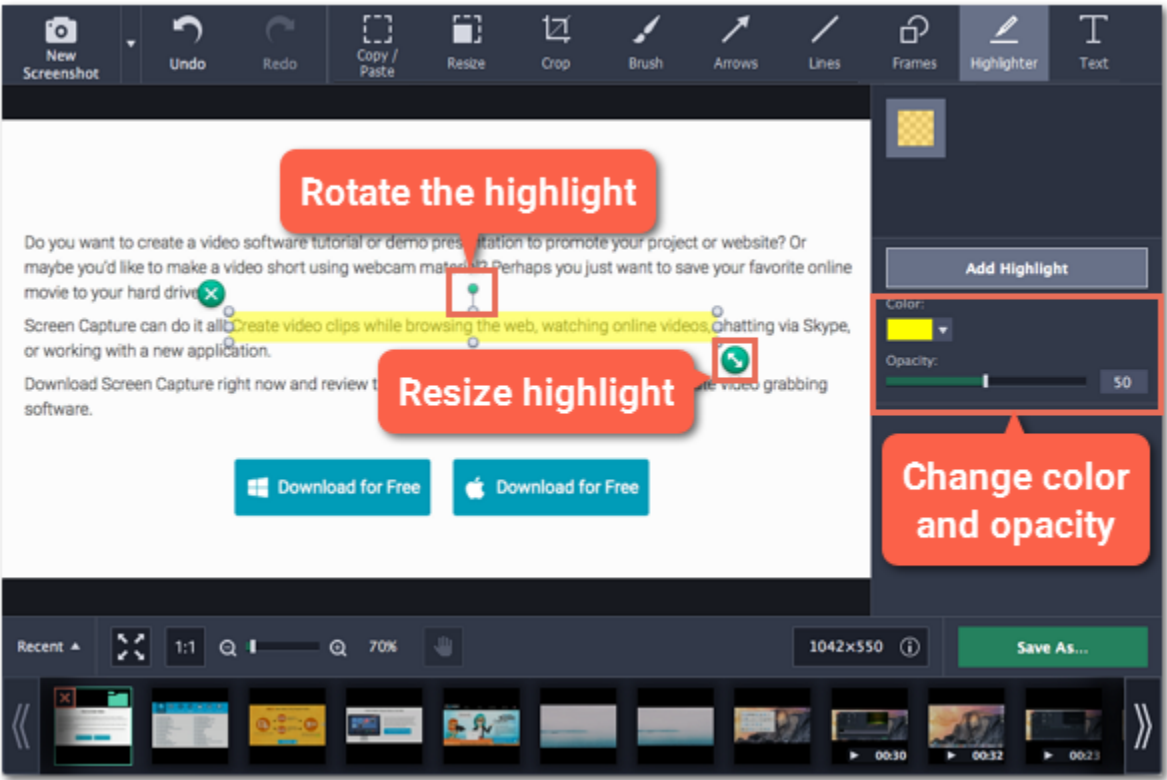 New
Screenshot
Undo
Redo
Copy /
Paste
Resize
Crop
Brush
Arrows
Lines
Frames
Highlighter
Text
Rotate the highlight
Do you want to create a video software tutorial or demo pres tation to promote your project or website? Or
maybe you'd like to make a video short using webcam material? Perhaps you just want to save your favorite online
movie to your hard drive
Screen Capture can do it all! Create video clips while browsing the web, watching online videos, chatting via Skype,
or working with a new application.
Resize highlight
Download Screen Capture right now and review t video grabbing
software.
Download for Free
Download for Free
Add Highlight
Color:
Opacity:
50
Change color
and opacity
Recent
1:1
70%
1042×550
Save As...
00:30
00:32
00:23